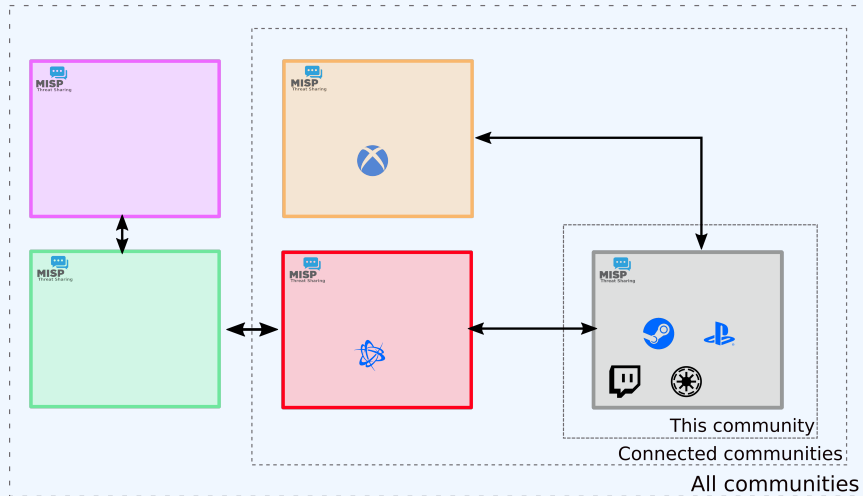 MISP
Threat Sharing
MISP
Threat Sharing
MISP
Threat Sharing
MISP
Threat Sharing
MISP
Threat Sharing
This community
Connected communities
All communities